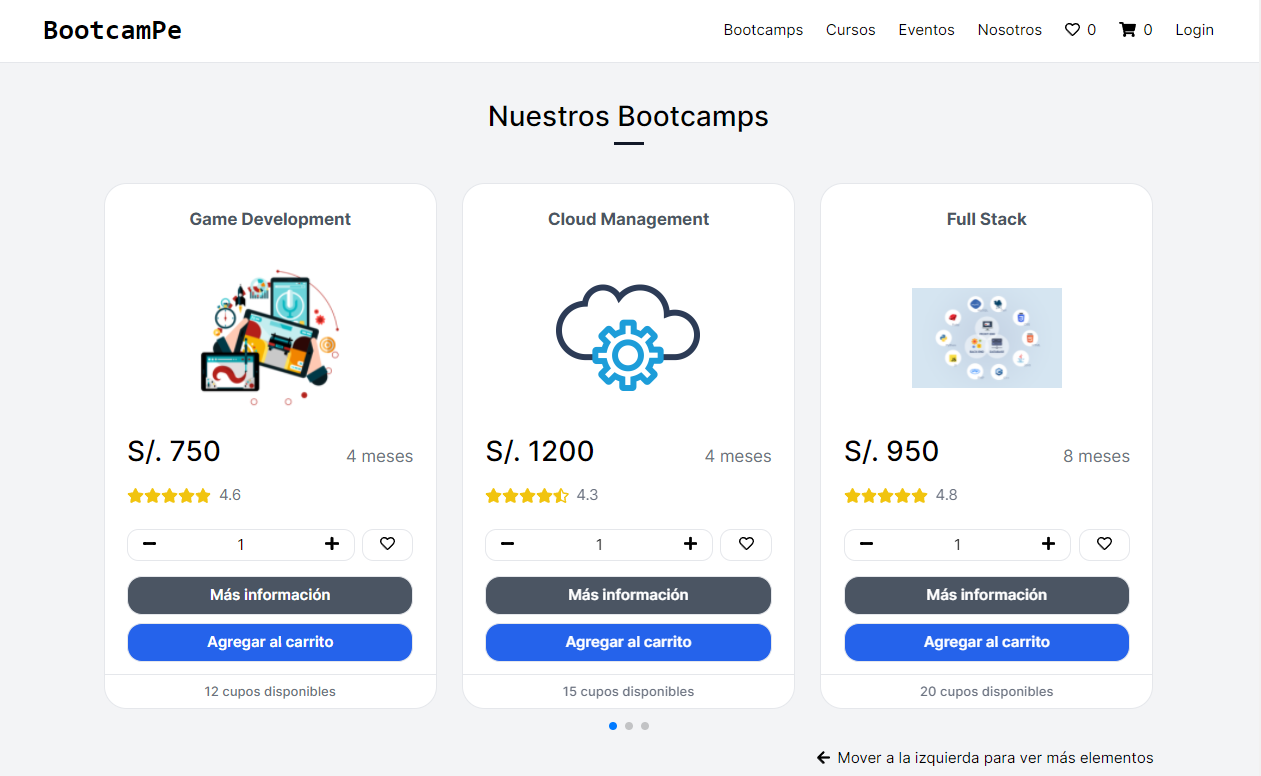 BootcamPe
Bootcamps Cursos Eventos Nosotros 0 0 Login
Nuestros Bootcamps
Game Development
S/. 750 4 meses
4.6
1
Más información
Agregar al carrito
12 cupos disponibles
Cloud Management
S/. 1200 4 meses
4.3
1
Más información
Agregar al carrito
15 cupos disponibles
Full Stack
S/. 950 8 meses
4.8
1
Más información
Agregar al carrito
20 cupos disponibles
Mover a la izquierda para ver más elementos